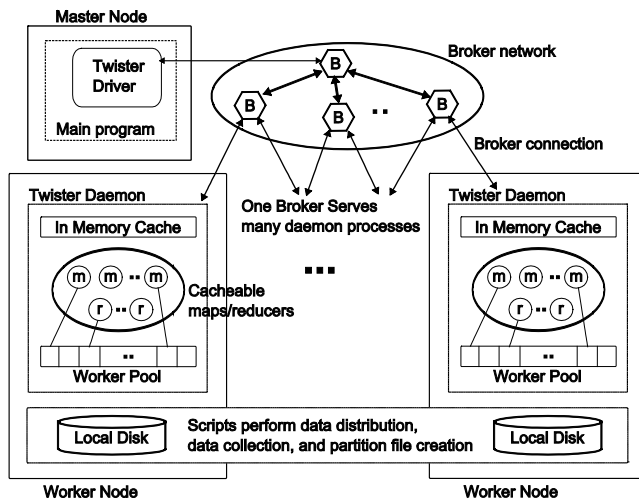 Master Node
Twister
Driver
Main program
Broker network
B
B
B
B
..
Broker connection
Twister Daemon
In Memory Cache
m m .. m
r .. r
Cacheable
maps/reducers
..
Worker Pool
One Broker Serves
many daemon processes
...
Twister Daemon
In Memory Cache
m m .. m
r .. r
..
Worker Pool
Local Disk
Scripts perform data distribution,
data collection, and partition file creation
Local Disk
Worker Node
Worker Node